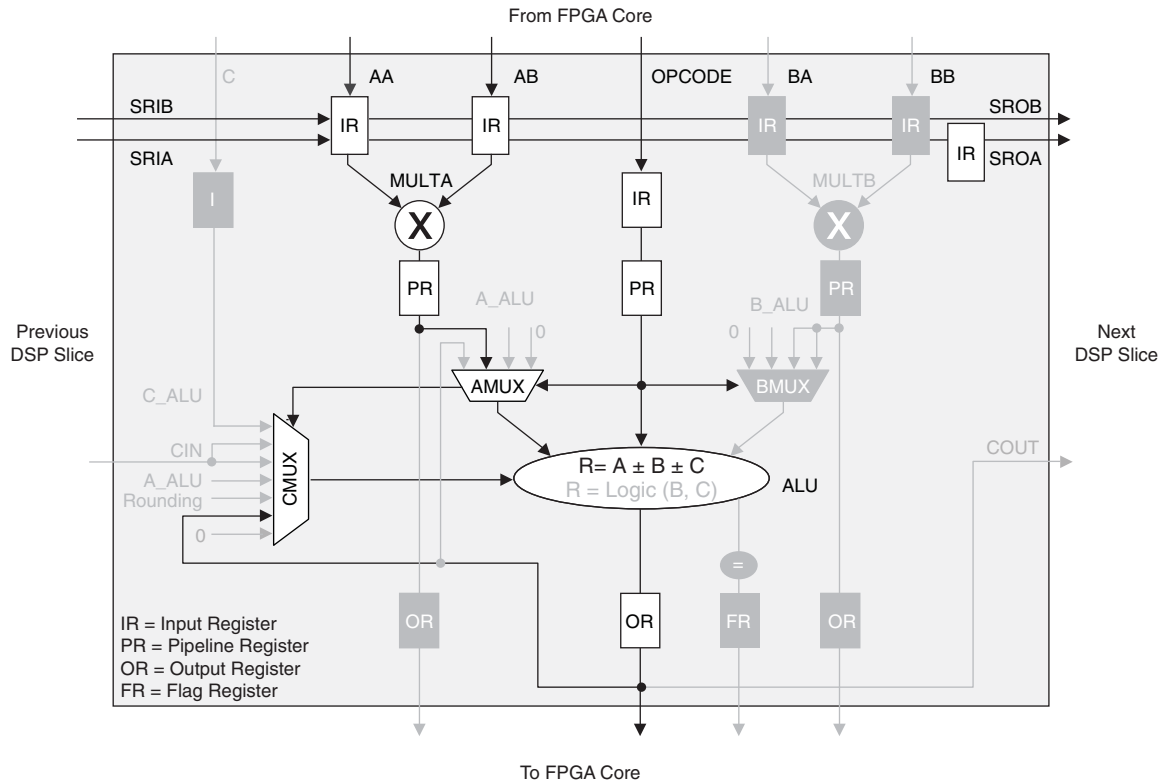 From FPGA Core
C
AA
AB
OPCODE
BA
BB
SRIB
SROB
IR
IR
IR
IR
SRIA
IR
SROA
MULTA
MULTB
I
IR
X
X
PR
PR
PR
A_ALU
B_ALU
0
0
Previous
DSP Slice
Next
DSP Slice
AMUX
BMUX
C_ALU
CIN
A_ALU
Rounding
0
CMUX
R= A ± B ± C
R = Logic (B, C)
ALU
COUT
=
OR
OR
FR
OR
IR = Input Register
PR = Pipeline Register
OR = Output Register
FR = Flag Register
To FPGA Core